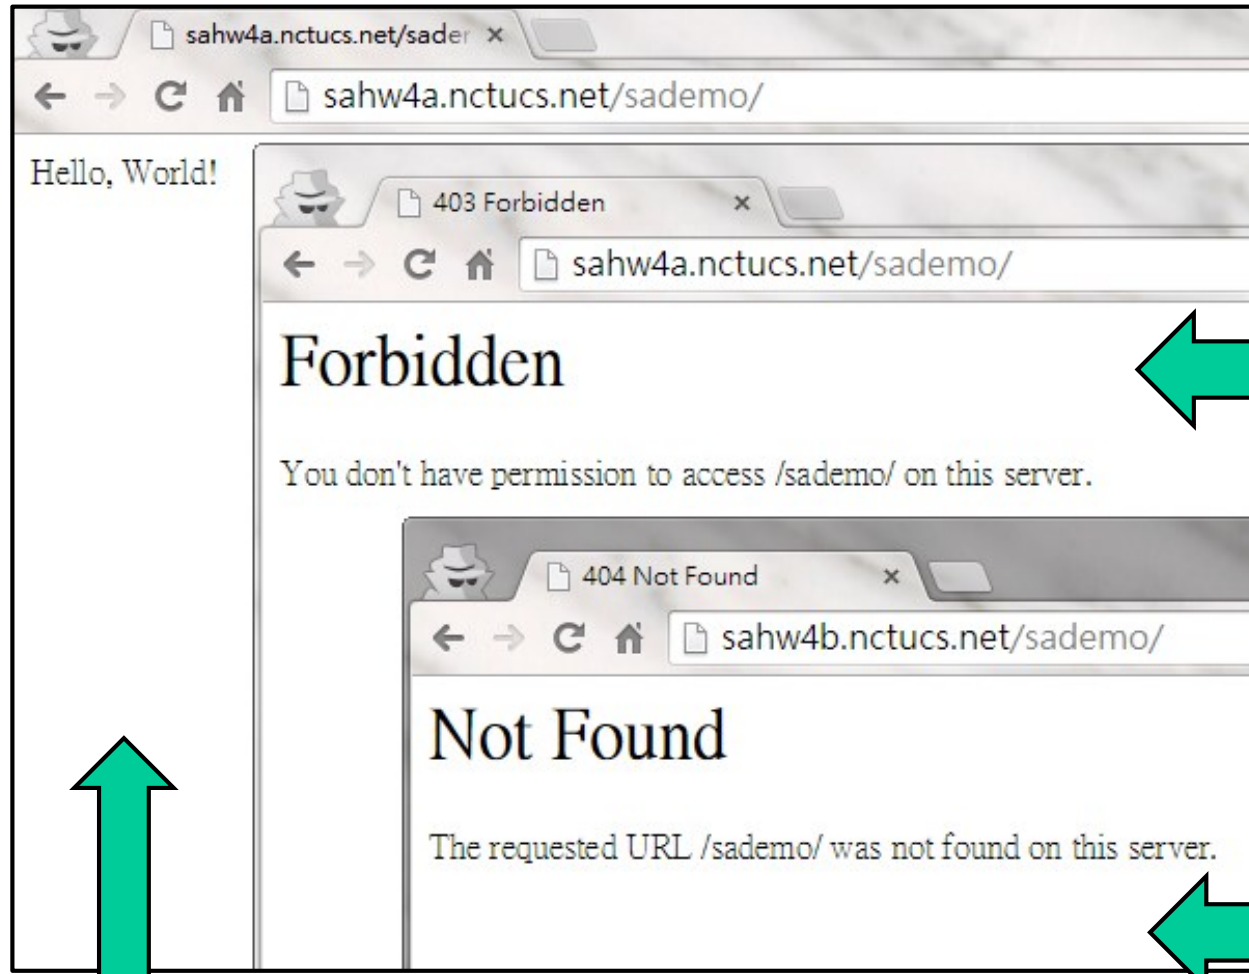 sahw4a.nctucs.net/sader
sahw4a.nctucs.net/sademo/
Hello, World!
403 Forbidden
sahw4a.nctucs.net/sademo/
Forbidden
You don't have permission to access /sademo/ on this server.
404 Not Found
sahw4b.nctucs.net/sademo/
Not Found
The requested URL /sademo/ was not found on this server.